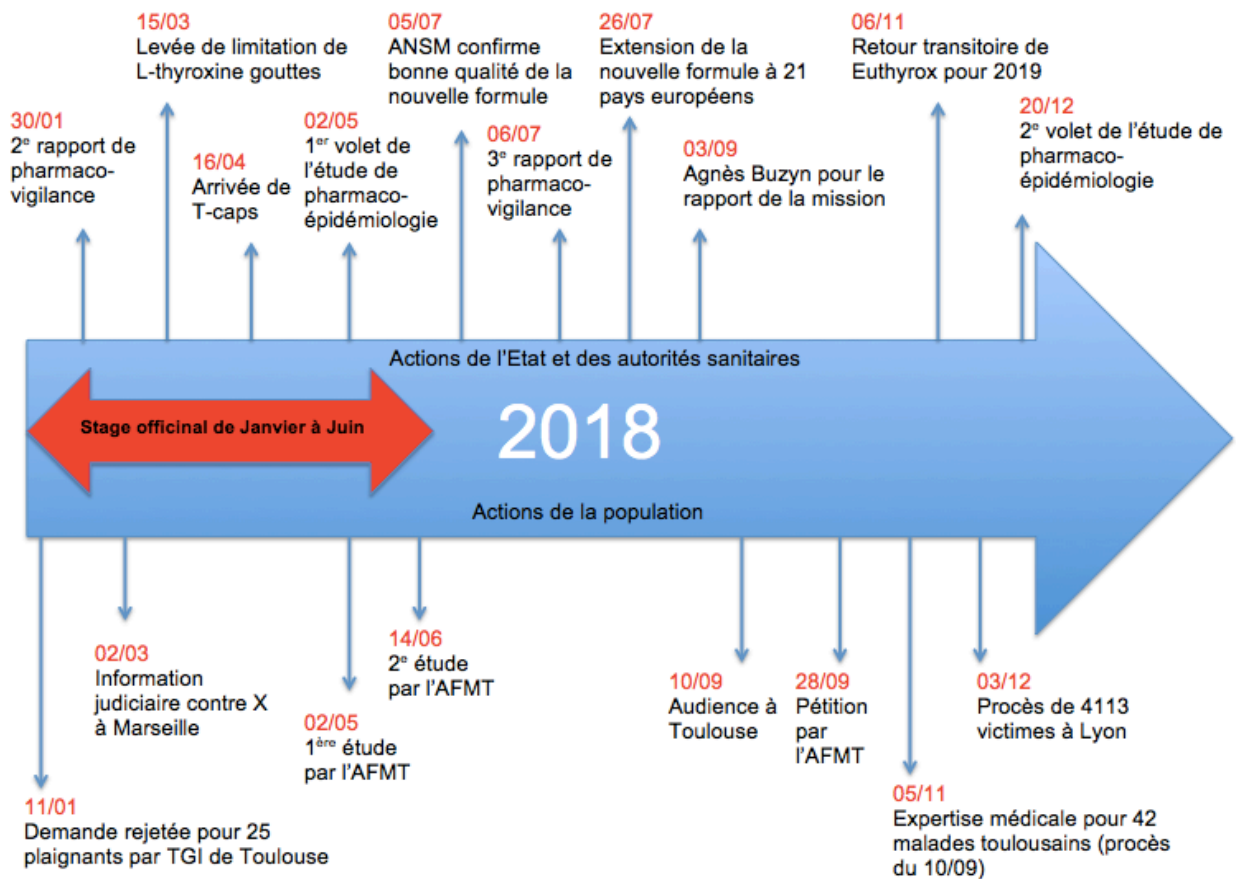 15/03
Levée de limitation de
L-thyroxine gouttes
05/07
ANSM confirme
bonne qualité de la
nouvelle formule
26/07
Extension de la
nouvelle formule à 21
pays européens
06/11
Retour transitoire de
Euthyrox pour 2019
30/01
2e rapport de
pharmaco-
vigilance
16/04
Arrivée de
T-caps
02/05
1er volet de
l'étude de
pharmaco-
épidémiologie
06/07
3e rapport de
pharmaco-
vigilance
03/09
Agnès Buzyn pour le
rapport de la mission
20/12
2e volet de l'étude de
pharmaco-
épidémiologie
Actions de l'Etat et des autorités sanitaires
Stage officinal de Janvier à Juin
2018
Actions de la population
11/01
Demande rejetée pour 25
plaignants par TGI de Toulouse
02/03
Information
judiciaire contre X
à Marseille
02/05
1ère étude
par l'AFMT
14/06
2e étude
par l'AFMT
10/09
Audience à
Toulouse
28/09
Pétition
par
l'AFMT
05/11
Expertise médicale pour 42
malades toulousains (procès
du 10/09)
03/12
Procès de 4113
victimes à Lyon